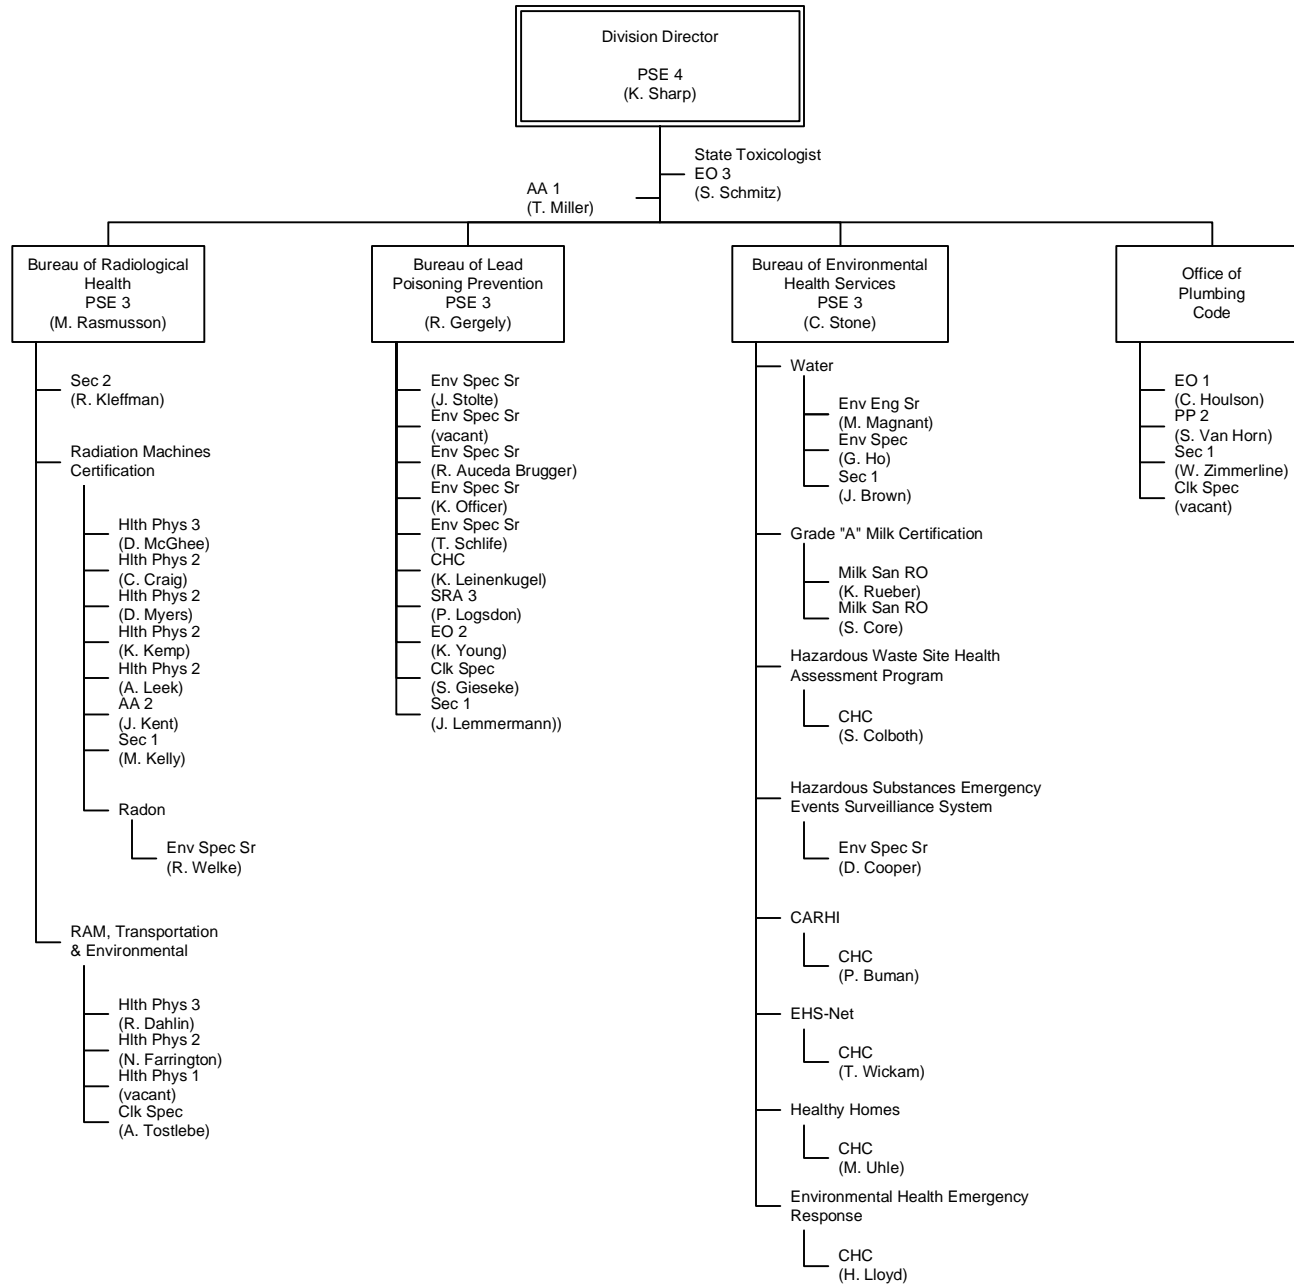 Division Director
PSE 4
(K. Sharp)
State Toxicologist
EO 3
(S. Schmitz)
AA 1
(T. Miller)
Bureau of Radiological
Health
PSE 3
(M. Rasmusson)
Sec 2
(R. Kleffman)
Radiation Machines
Certification
Hlth Phys 3
(D. McGhee)
Hlth Phys 2
(C. Craig)
Hlth Phys 2
(D. Myers)
Hlth Phys 2
(K. Kemp)
Hlth Phys 2
(A. Leek)
AA 2
(J. Kent)
Sec 1
(M. Kelly)
Radon
Env Spec Sr
(R. Welke)
RAM, Transportation
& Environmental
Hlth Phys 3
(R. Dahlin)
Hlth Phys 2
(N. Farrington)
Hlth Phys 1
(vacant)
Clk Spec
(A. Tostlebe)
Bureau of Lead
Poisoning Prevention
PSE 3
(R. Gergely)
Env Spec Sr
(J. Stolte)
Env Spec Sr
(vacant)
Env Spec Sr
(R. Auceda Brugger)
Env Spec Sr
(K. Officer)
Env Spec Sr
(T. Schlife)
CHC
(K. Leinenkugel)
SRA 3
(P. Logsdon)
EO 2
(K. Young)
Clk Spec
(S. Gieseke)
Sec 1
(J. Lemmermann))
Bureau of Environmental
Health Services
PSE 3
(C. Stone)
Water
Env Eng Sr
(M. Magnant)
Env Spec
(G. Ho)
Sec 1
(J. Brown)
Grade "A" Milk Certification
Milk San RO
(K. Rueber)
Milk San RO
(S. Core)
Hazardous Waste Site Health
Assessment Program
CHC
(S. Colboth)
Hazardous Substances Emergency
Events Surveilliance System
Env Spec Sr
(D. Cooper)
CARHI
CHC
(P. Buman)
EHS-Net
CHC
(T. Wickam)
Healthy Homes
CHC
(M. Uhle)
Environmental Health Emergency
Response
CHC
(H. Lloyd)
Office of
Plumbing
Code
EO 1
(C. Houlson)
PP 2
(S. Van Horn)
Sec 1
(W. Zimmerline)
Clk Spec
(vacant)